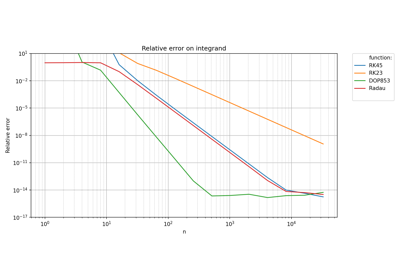 Relative error on integrand
function:
RK45
RK23
DOP853
Radau
Relative error
10¹
10⁻²
10⁻⁵
10⁻⁸
10⁻¹¹
10⁻¹⁴
10⁻¹⁷
10⁰
10¹
10²
10³
10⁴
n